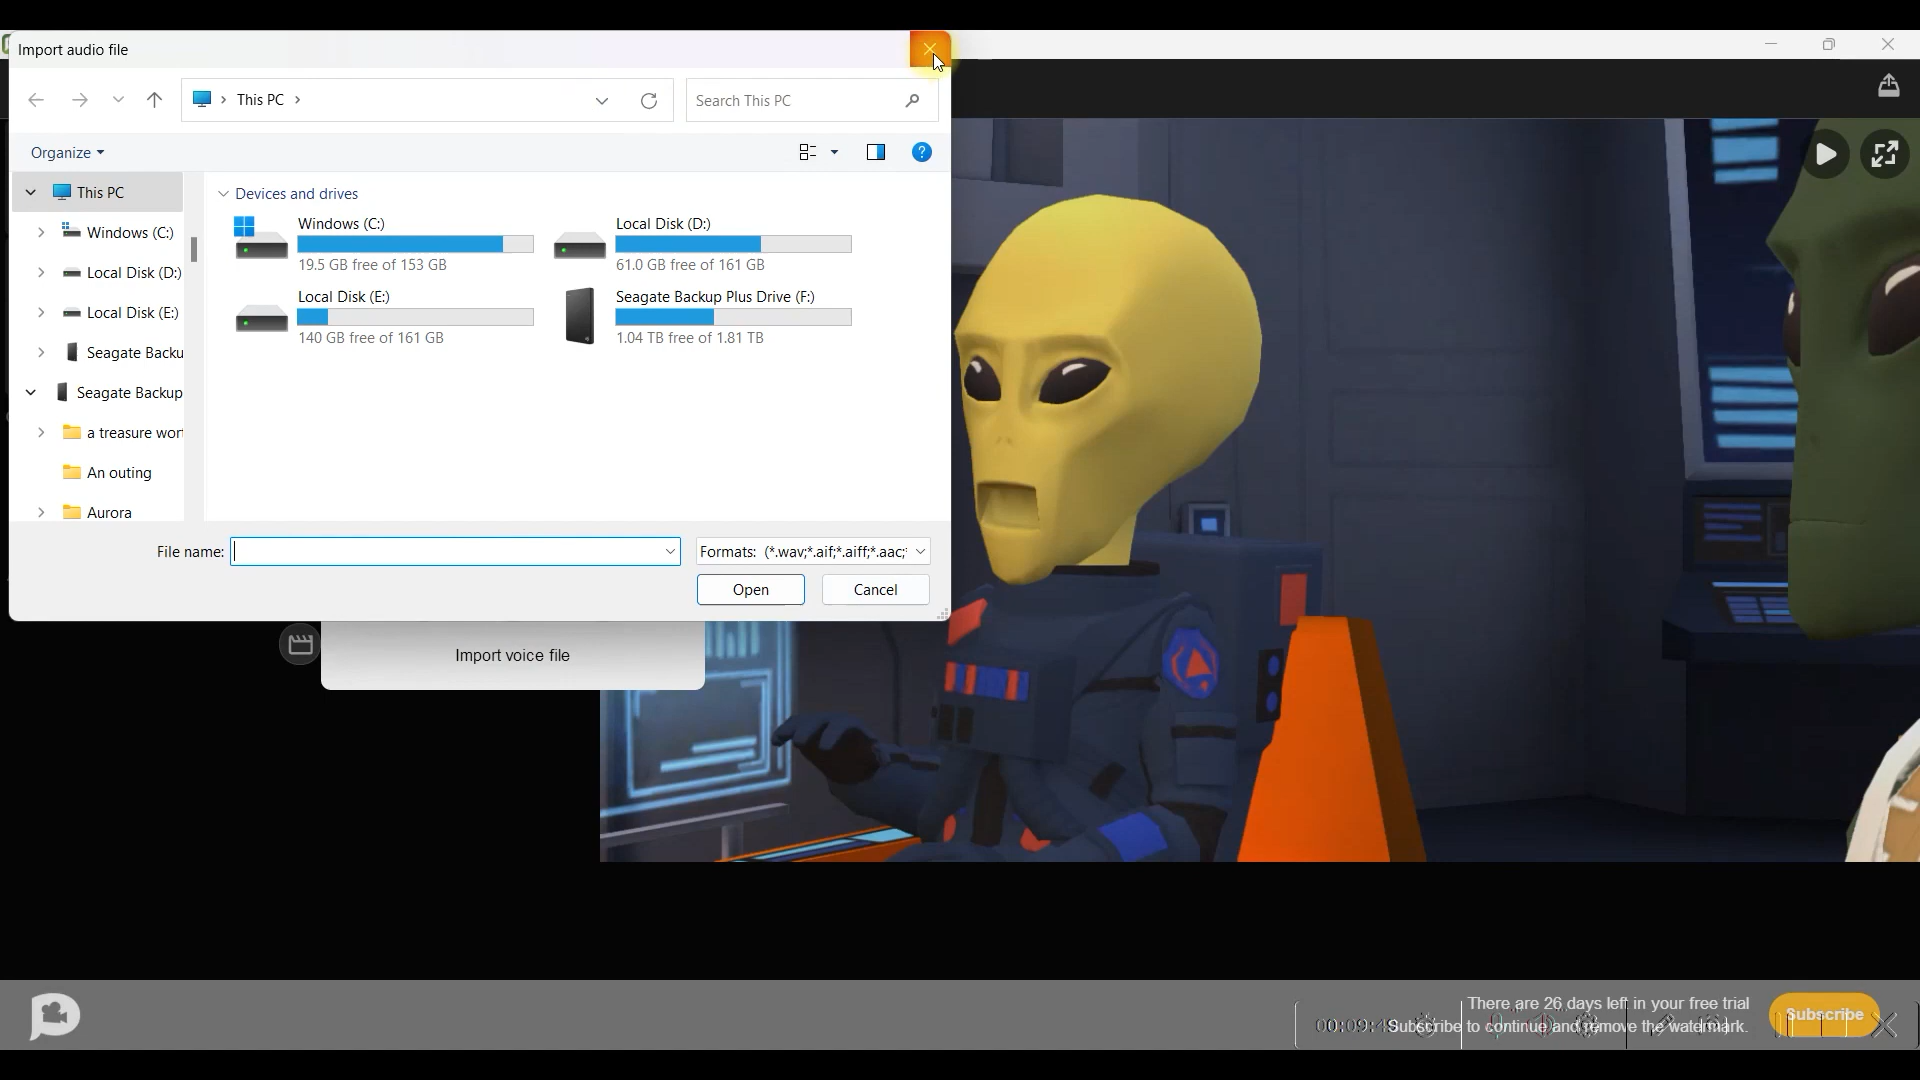 Import audio file
This PC
Search This PC
Organize
This PC
Windows (C:)
Local Disk (D:)
Local Disk (E:)
Seagate Backu
Seagate Backup
a treasure wor
An outing
Aurora
Devices and drives
Windows (C:)
19.5 GB free of 153 GB
Local Disk (D:)
61.0 GB free of 161 GB
Local Disk (E:)
140 GB free of 161 GB
Seagate Backup Plus Drive (F:)
1.04 TB free of 1.81 TB
File name:
Formats: (*.wav;*.aif;*.aiff;*.aac;
Open
Cancel
Import voice file
There are 26 days left in your free trial
Subscribe to continue and remove the watermark.
Subscribe